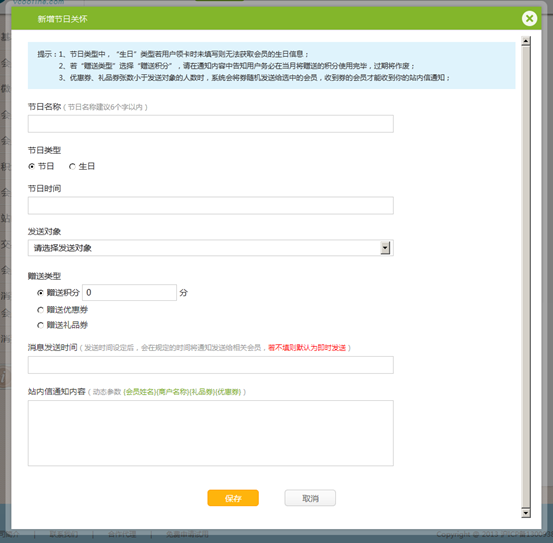 新增节日关怀
提示：1、节日类型中，“生日”类型若用户领卡时未填写则无法获取会员的生日信息；
2、若“赠送类型”选择“赠送积分”，请在通知内容中告知用户务必在当月将赠送的积分使用完毕，过期将作废；
3、优惠券、礼品券张数小于发送对象的人数时，系统会将券随机发给选中的会员，收到券的会员才能收到你的站内信通知；
节日名称（节日名称建议6个字以内）
节日类型
节日 生日
节日时间
发送对象
请选择发送对象
赠送类型
赠送积分 0 分
赠送优惠券
赠送礼品券
消息发送时间（发送时间设定后，会在规定的时间将通知发送给相关会员，若不填则默认为即时发送）
站内信通知内容（动态参数 {会员姓名}{商户名称}{礼品券}{优惠券}）
保存 取消